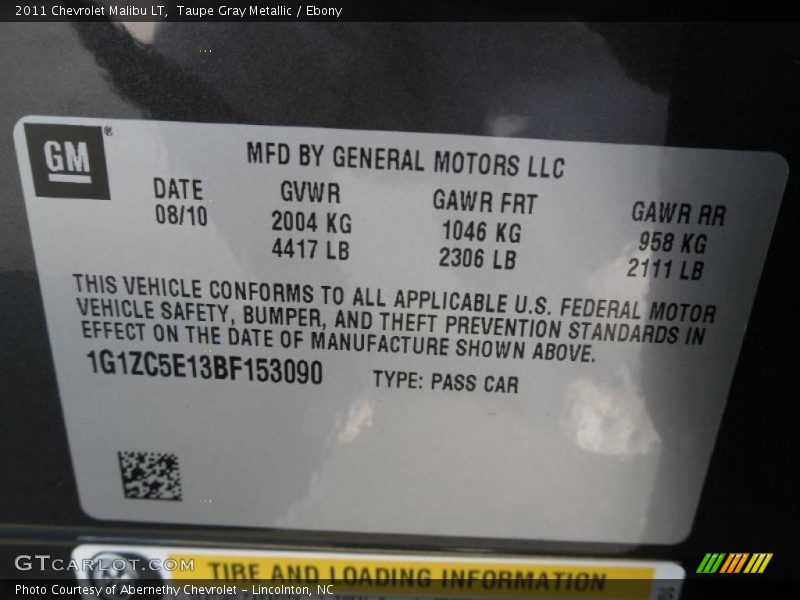 2011 Chevrolet Malibu LT, Taupe Gray Metallic / Ebony
GM®
MFD BY GENERAL MOTORS LLC
DATE GVWR GAWR FRT GAWR RR
08/10 2004 KG 1046 KG 958 KG
4417 LB 2306 LB 2111 LB
THIS VEHICLE CONFORMS TO ALL APPLICABLE U.S. FEDERAL MOTOR
VEHICLE SAFETY, BUMPER, AND THEFT PREVENTION STANDARDS IN
EFFECT ON THE DATE OF MANUFACTURE SHOWN ABOVE.
1G1ZC5E13BF153090 TYPE: PASS CAR
TIRE AND LOADING INFORMATION
GTcarlot.com
Photo Courtesy of Abernethy Chevrolet - Lincolnton, NC